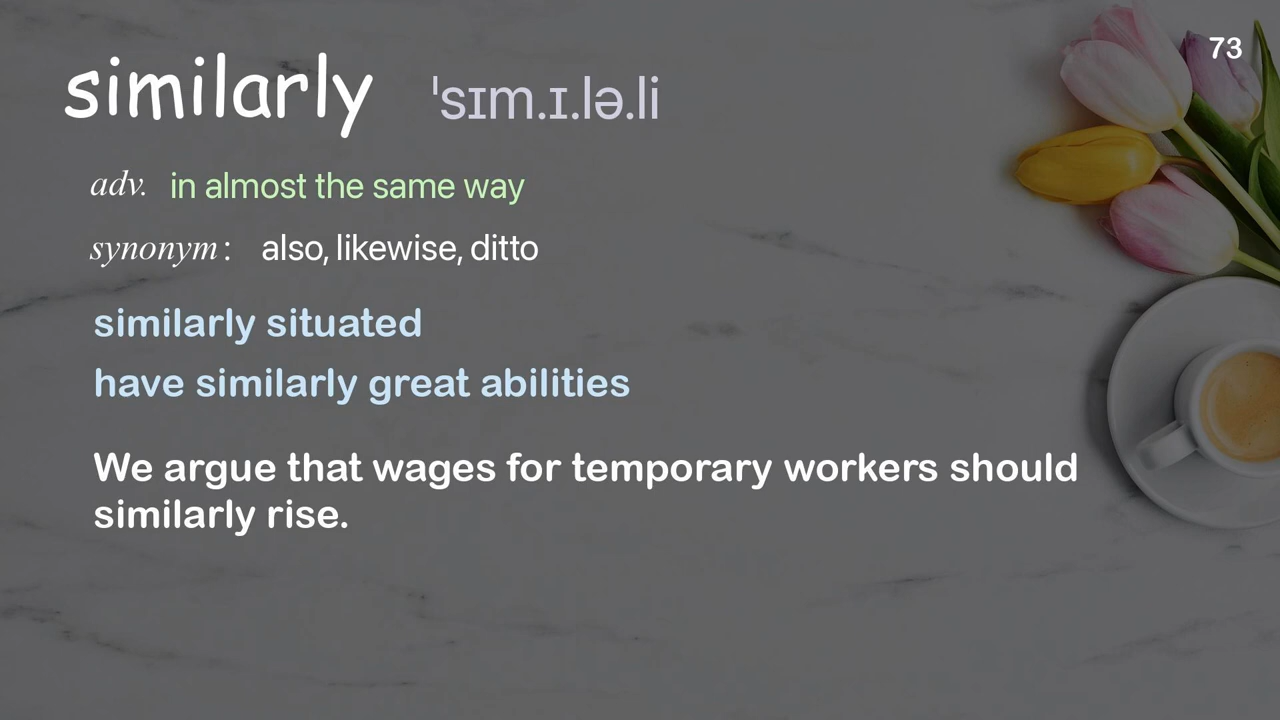 73
similarly ˈsɪm.ɪ.lə.li
adv. in almost the same way
synonym: also, likewise, ditto
similarly situated
have similarly great abilities
We argue that wages for temporary workers should
similarly rise.